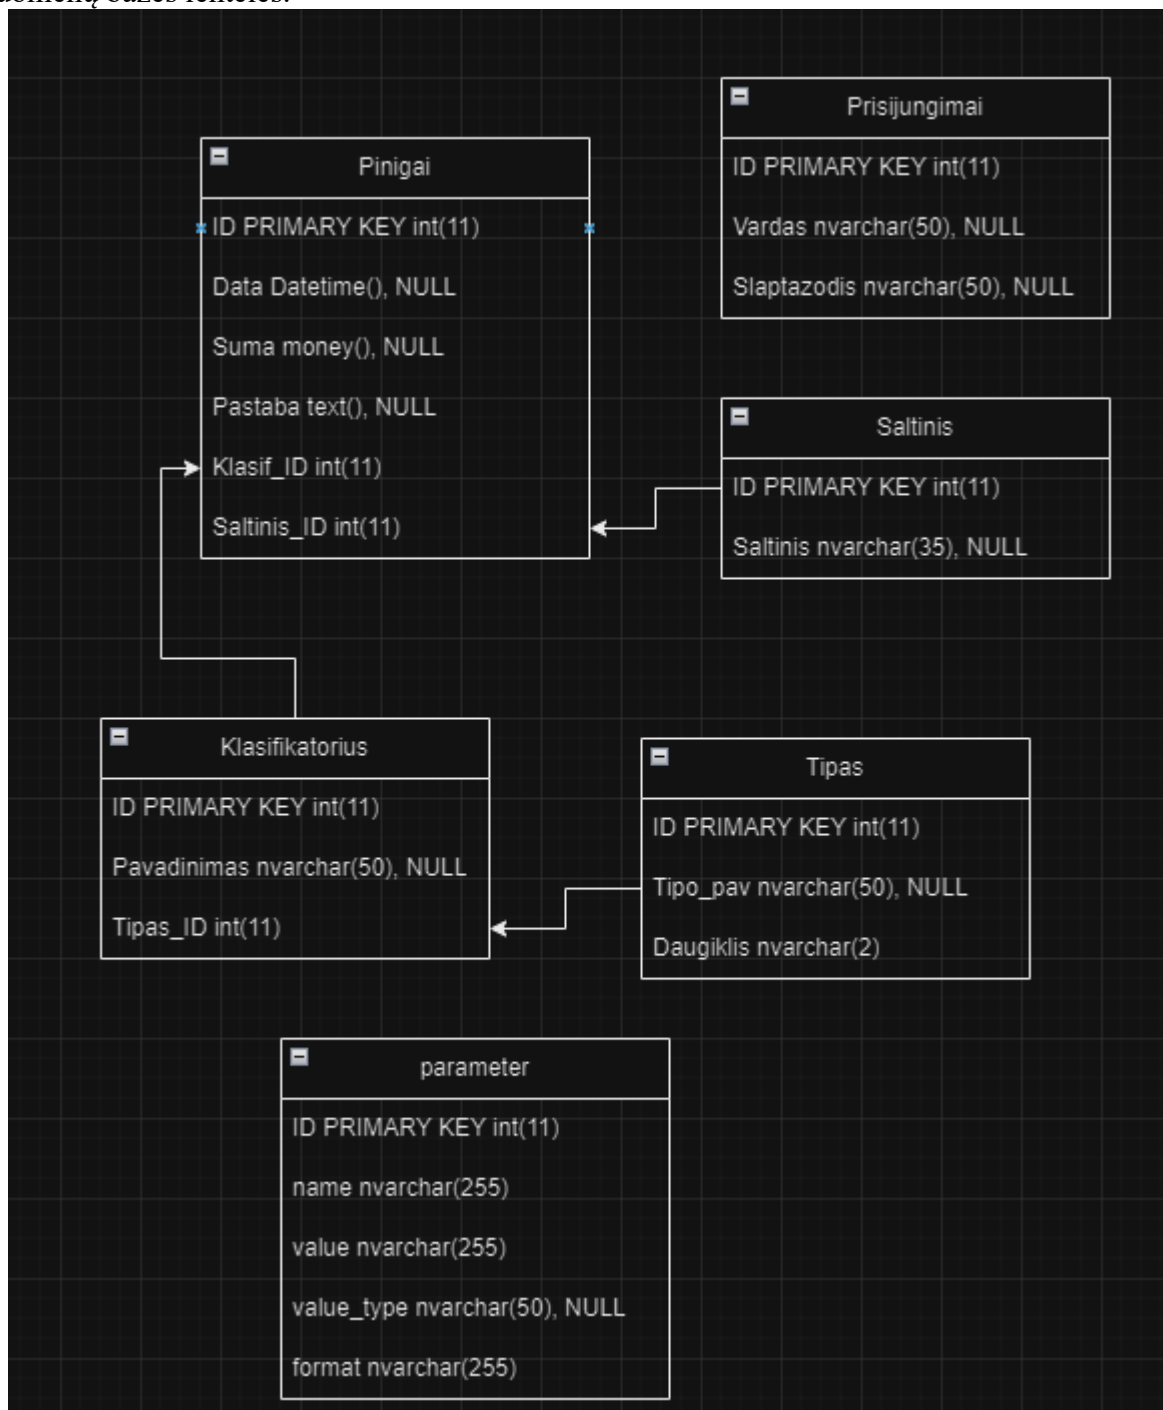 bazės lentelės.
Pinigai
ID PRIMARY KEY int(11)
Data Datetime(), NULL
Suma money(), NULL
Pastaba text(), NULL
Klasif_ID int(11)
Saltinis_ID int(11)
Prisijungimai
ID PRIMARY KEY int(11)
Vardas nvarchar(50), NULL
Slaptazodis nvarchar(50), NULL
Saltinis
ID PRIMARY KEY int(11)
Saltinis nvarchar(35), NULL
Klasifikatorius
ID PRIMARY KEY int(11)
Pavadinimas nvarchar(50), NULL
Tipas_ID int(11)
Tipas
ID PRIMARY KEY int(11)
Tipo_pav nvarchar(50), NULL
Daugiklis nvarchar(2)
parameter
ID PRIMARY KEY int(11)
name nvarchar(255)
value nvarchar(255)
value_type nvarchar(50), NULL
format nvarchar(255)